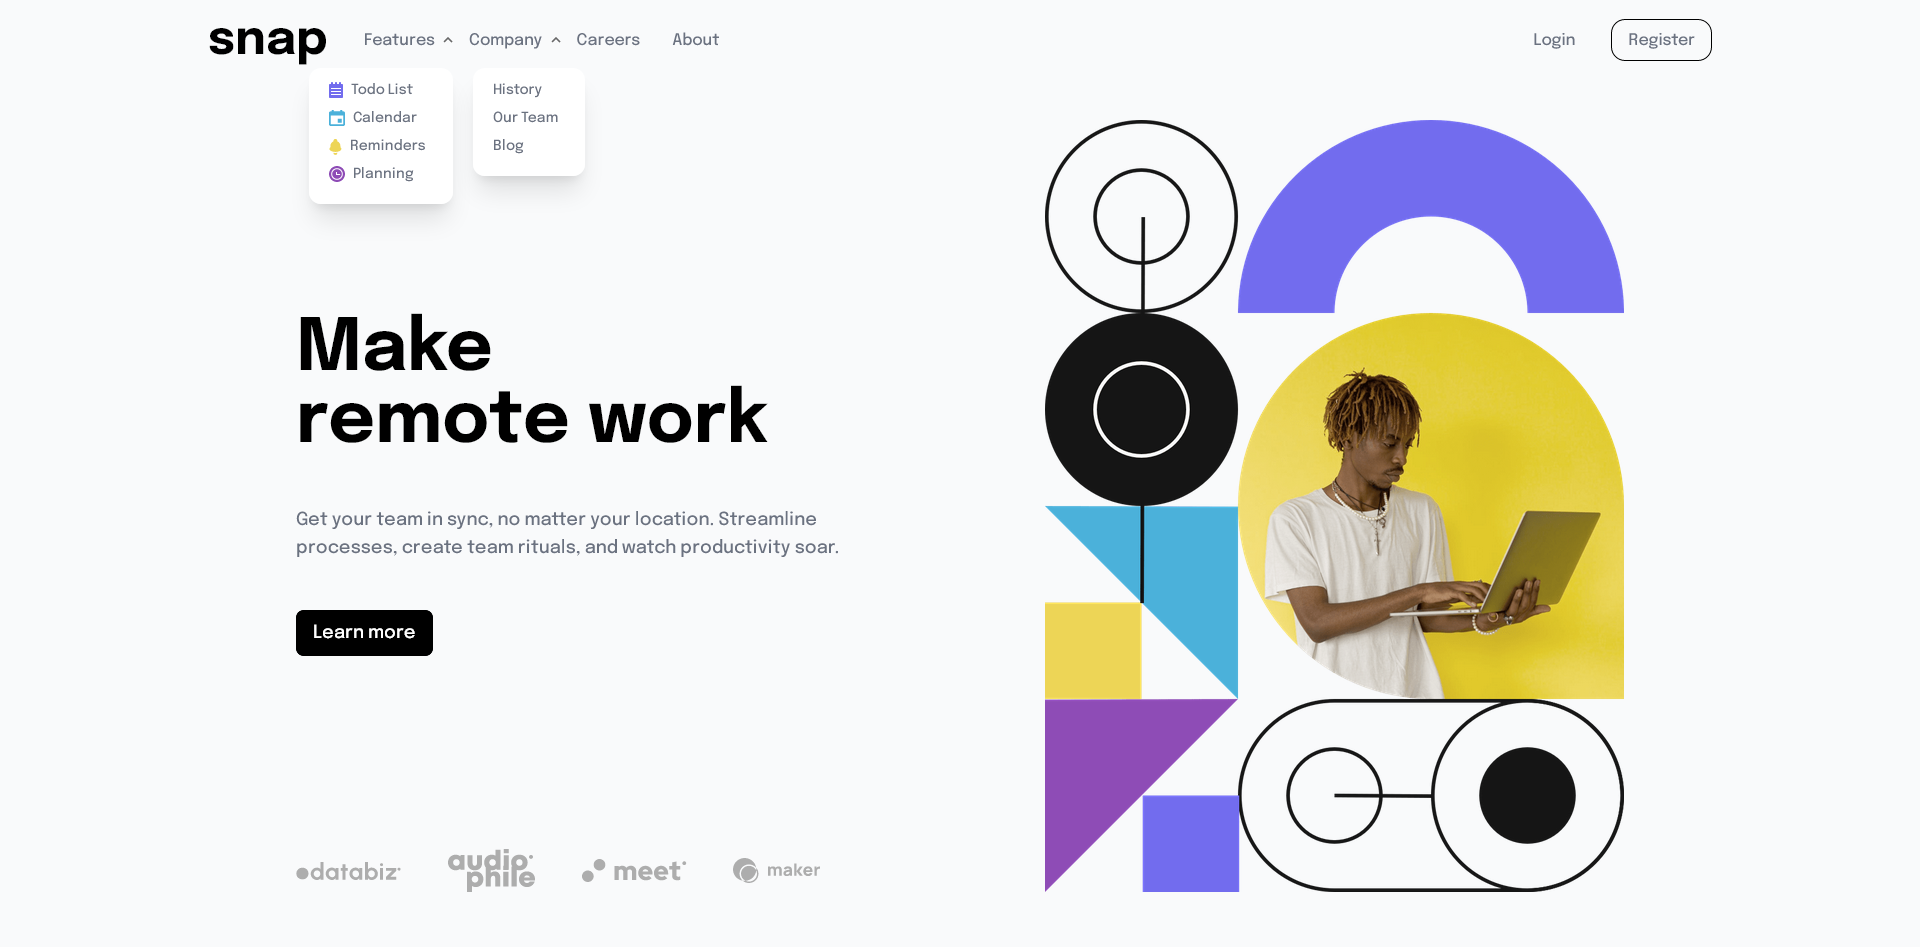 snap
Features
Company
Careers
About
Login
Register
Todo List
Calendar
Reminders
Planning
History
Our Team
Blog
Make
remote work
Get your team in sync, no matter your location. Streamline
processes, create team rituals, and watch productivity soar.
Learn more
databiz
audio
phile
meet
maker